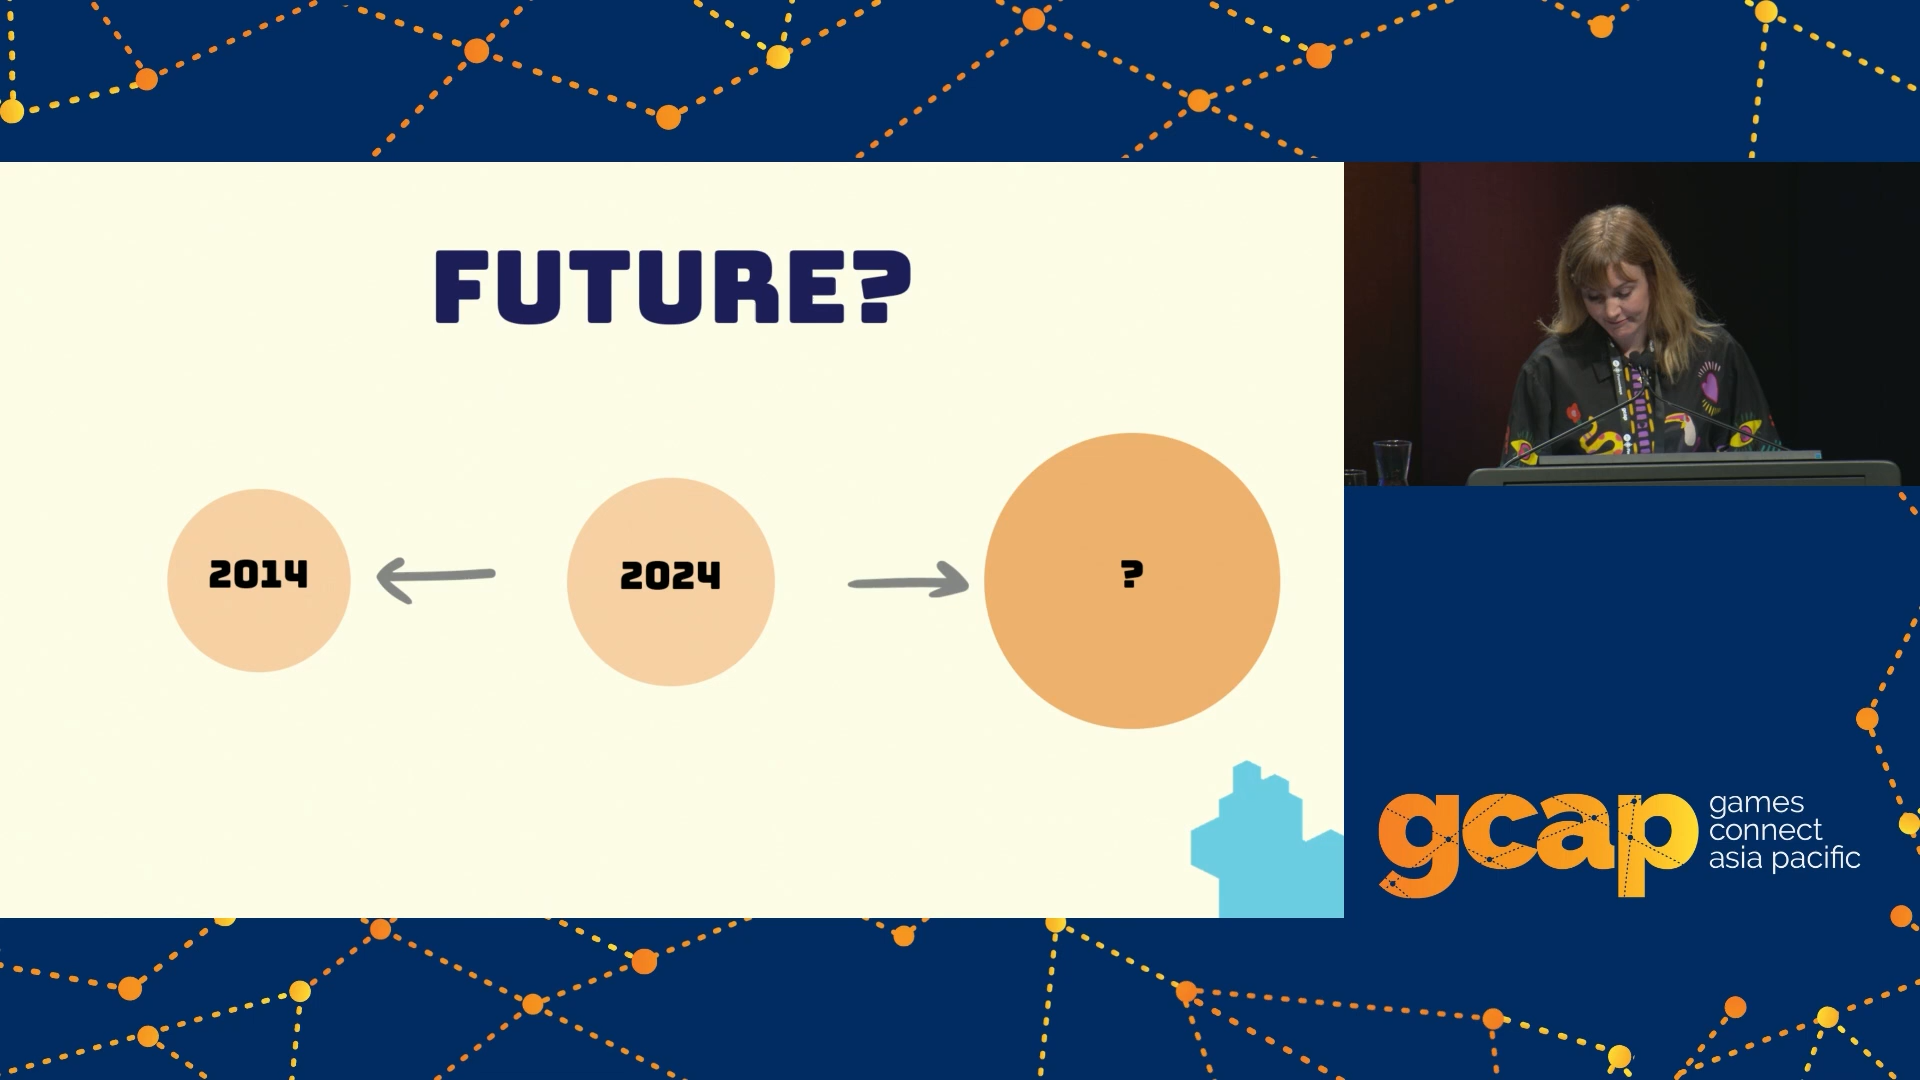 FUTURE?
2014
2024
?
gcap
games
connect
asia pacific